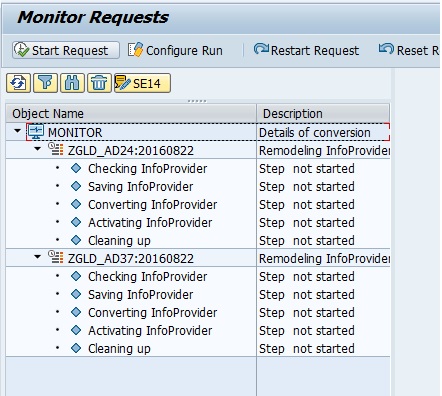 Monitor Requests
Start Request Configure Run Restart Request Reset R
SE14
Object Name Description
MONITOR Details of conversion
ZGLD_AD24:20160822 Remodeling InfoProvider
Checking InfoProvider Step not started
Saving InfoProvider Step not started
Converting InfoProvider Step not started
Activating InfoProvider Step not started
Cleaning up Step not started
ZGLD_AD37:20160822 Remodeling InfoProvider
Checking InfoProvider Step not started
Saving InfoProvider Step not started
Converting InfoProvider Step not started
Activating InfoProvider Step not started
Cleaning up Step not started